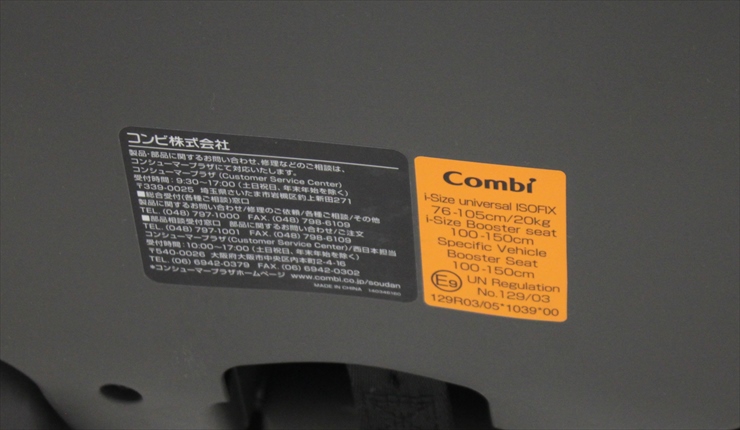 コンビ株式会社
製品・部品に関するお問い合わせ、修理などのご相談は、
コンシューマープラザにて対応いたします。
コンシューマープラザ (Customer Service Center)
受付時間：9:30~17:00 (土日祝日、年末年始を除く)
〒339-0025 埼玉県さいたま市岩槻区釣上新田271
■総合受付(各種ご相談)窓口
製品に関するお問い合わせ/修理のご依頼/各種ご相談/その他
TEL. (048) 797-1000 FAX. (048) 798-6109
■部品相談受付窓口 部品に関するお問い合わせ/ご注文
TEL. (048) 797-1001 FAX. (048) 798-6109
コンシューマープラザ(Customer Service Center)/西日本担当
受付時間：10:00~17:00 (土日祝日、年末年始を除く)
〒540-0026 大阪府大阪市中央区内本町2-4-16
TEL. (06) 6942-0379 FAX. (06) 6942-0302
*コンシューマープラザホームページ www.combi.co.jp/soudan
MADE IN CHINA
Combi
i-Size universal ISOFIX
76-105cm/20kg
i-Size Booster seat
100-150cm
Specific Vehicle
Booster Seat
100-150cm
E9 UN Regulation
No.129/03
129R03/05*1039*00